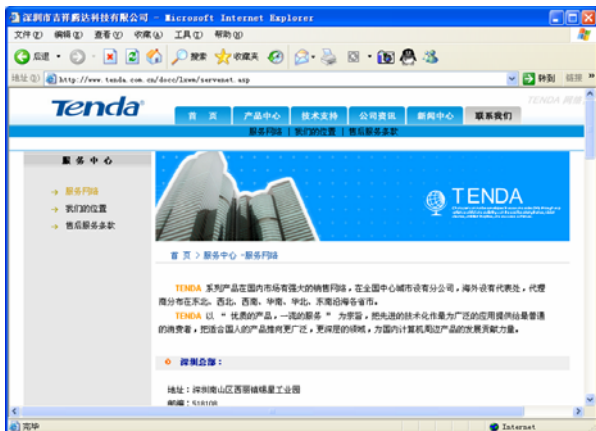 深圳市吉祥腾达科技有限公司 - Microsoft Internet Explorer
文件(F) 编辑(E) 查看(V) 收藏(A) 工具(T) 帮助(H)
后退 搜索 收藏夹
地址(D) http://www.tenda.com.cn/docc/lxwm/servenet.asp 转到 链接 »
Tenda
TENDA 网络
首 页 产品中心 技术支持 公司资讯 新闻中心 联系我们
服务网络 | 我们的位置 | 售后服务条款
服 务 中 心
服务网络
我们的位置
售后服务条款
TENDA
首 页 > 服务中心 -服务网络
TENDA 系列产品在国内市场有强大的销售网络，在全国中心城市设有分公司，海外设有代表处，代理
商分布在东北、西北、西南、华南、华北、东南沿海各省市。
TENDA 以 “ 优质的产品，一流的服务 ” 为宗旨，把先进的技术化作最为广泛的应用提供给最普通
的消费者，把适合国人的产品推向更广泛，更深层的领域，为国内计算机周边产品的发展贡献力量。
深圳总部：
地址：深圳南山区西丽镇
邮编：518108
完毕 Internet